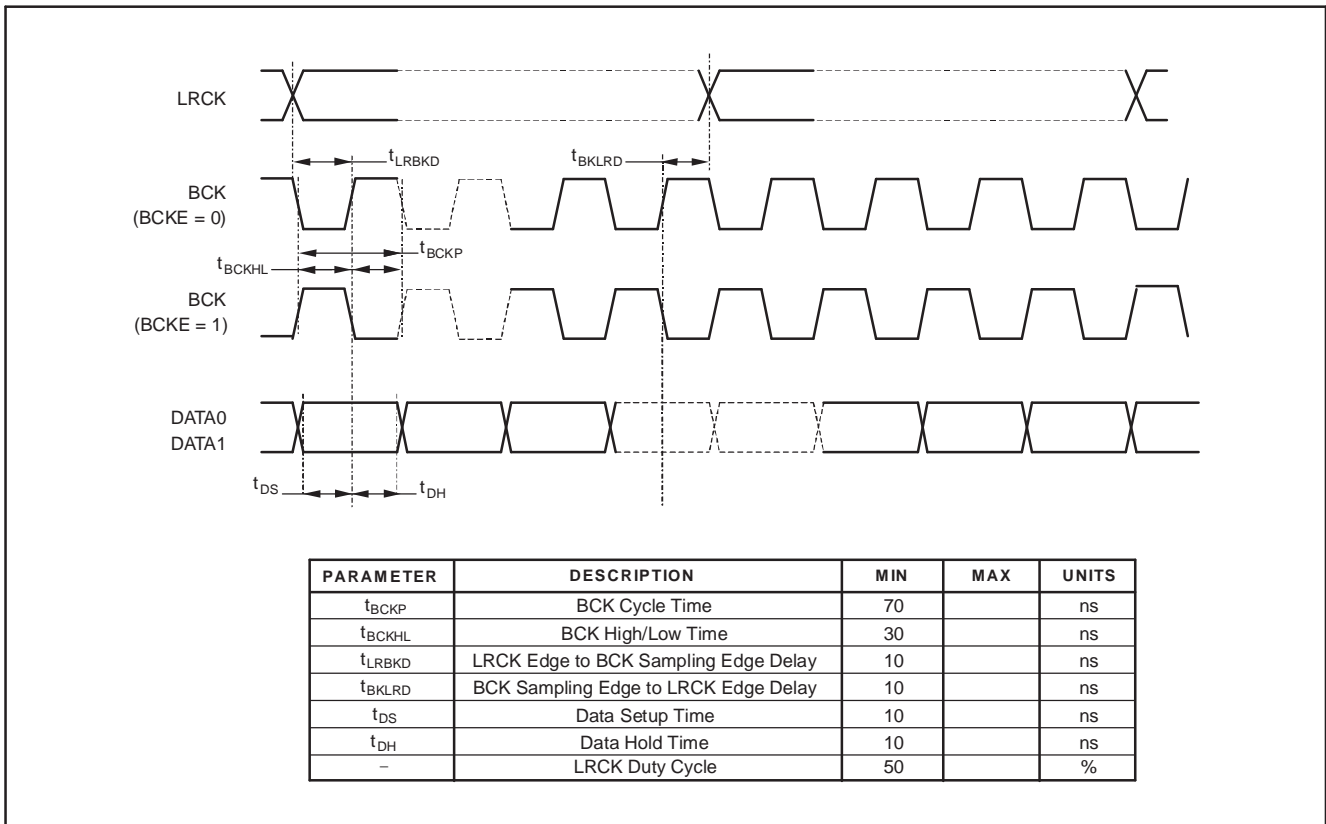 LRCK
tLRBKD
tBKLRD
BCK
(BCKE = 0)
tBCKP
tBCKHL
BCK
(BCKE = 1)
DATA0
DATA1
tDS
tDH
PARAMETER DESCRIPTION MIN MAX UNITS
tBCKP BCK Cycle Time 70 ns
tBCKHL BCK High/Low Time 30 ns
tLRBKD LRCK Edge to BCK Sampling Edge Delay 10 ns
tBKLRD BCK Sampling Edge to LRCK Edge Delay 10 ns
tDS Data Setup Time 10 ns
tDH Data Hold Time 10 ns
– LRCK Duty Cycle 50 %